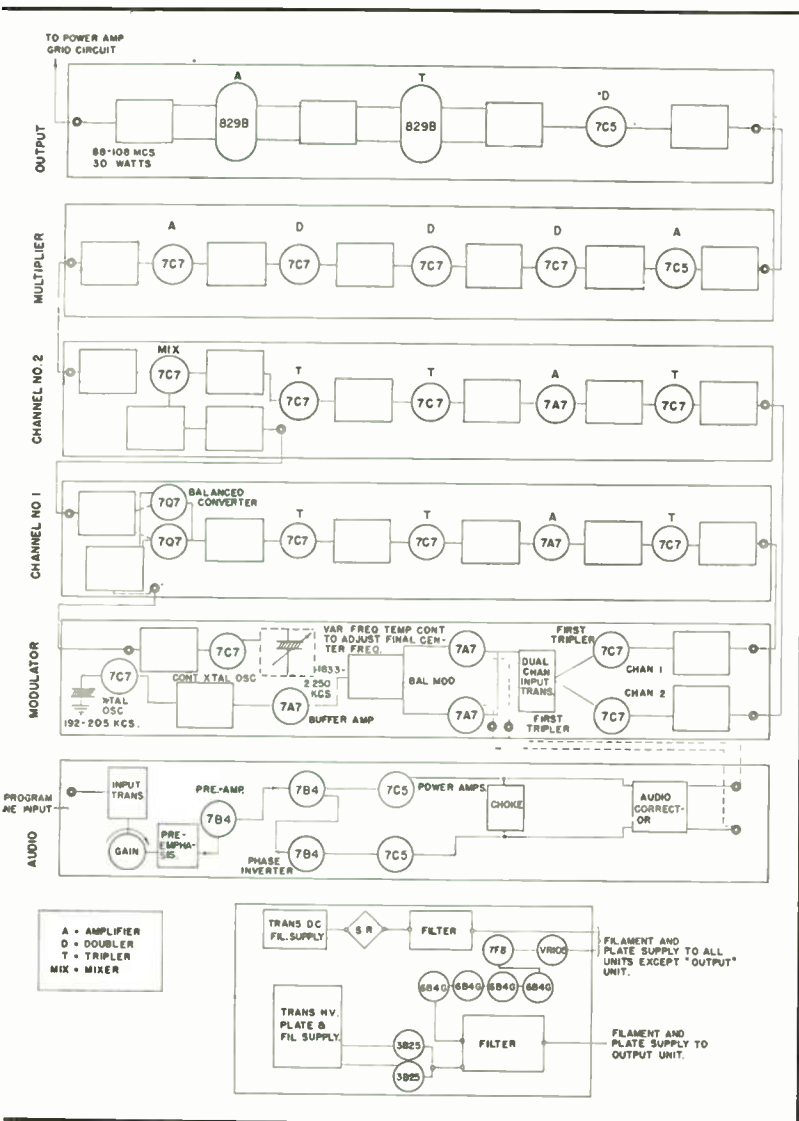 TO POWER AMP
GRID CIRCUIT
OUTPUT
A
T
D
829B
829B
7C5
88-108 MCS
30 WATTS
MULTIPLIER
A
D
D
D
A
7C7
7C7
7C7
7C7
7C5
CHANNEL NO. 2
MIX
7C7
T
T
A
T
7C7
7C7
7A7
7C7
CHANNEL NO 1
7Q7
BALANCED
CONVERTER
7Q7
T
T
A
T
7C7
7C7
7A7
7C7
MODULATOR
7C7
CONT XTAL OSC
VAR FREQ TEMP CONT
TO ADJUST FINAL CEN-
TER FREQ.
7C7
XTAL
OSC
192-205 KCS.
7A7
BUFFER AMP
2 250
KCS
BAL MOD
7A7
7A7
DUAL
CHAN
INPUT
TRANS.
FIRST
TRIPLER
7C7
CHAN 1
CHAN 2
7C7
FIRST
TRIPLER
AUDIO
PROGRAM
NE INPUT
INPUT
TRANS
GAIN
PRE-
EMPHA-
SIS.
PRE-AMP.
7B4
7B4
7C5
POWER AMPS.
PHASE
INVERTER
7B4
7C5
CHOKE
AUDIO
CORRECT-
OR
A = AMPLIFIER
D = DOUBLER
T = TRIPLER
MIX = MIXER
TRANS DC
FIL. SUPPLY
S R
FILTER
7F8
VR105
FILAMENT AND
PLATE SUPPLY TO ALL
UNITS EXCEPT "OUTPUT"
UNIT.
6B4G
6B4G
6B4G
6B4G
TRANS HV.
PLATE &
FIL SUPPLY.
3B25
3B25
FILTER
FILAMENT AND
PLATE SUPPLY TO
OUTPUT UNIT.